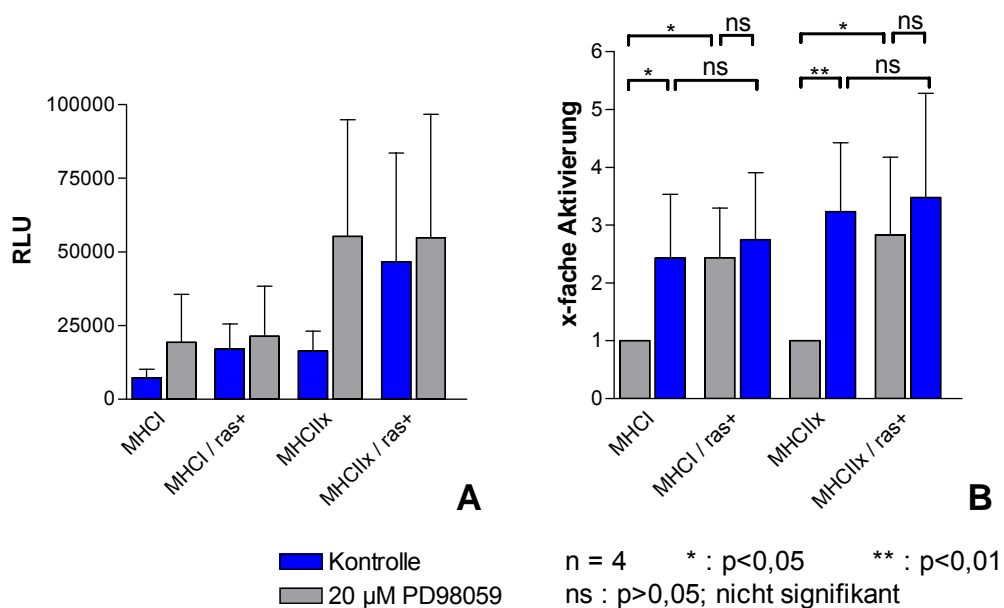 RLU
100000
75000
50000
25000
0
MHCI
MHCI / ras+
MHCIIx
MHCIIx / ras+
A
x-fache Aktivierung
6
5
4
3
2
1
0
* ns * ns
* ns ** ns
MHCI
MHCI / ras+
MHCIIx
MHCIIx / ras+
B
Kontrolle
20 µM PD98059
n = 4 * : p<0,05 ** : p<0,01
ns : p>0,05; nicht signifikant